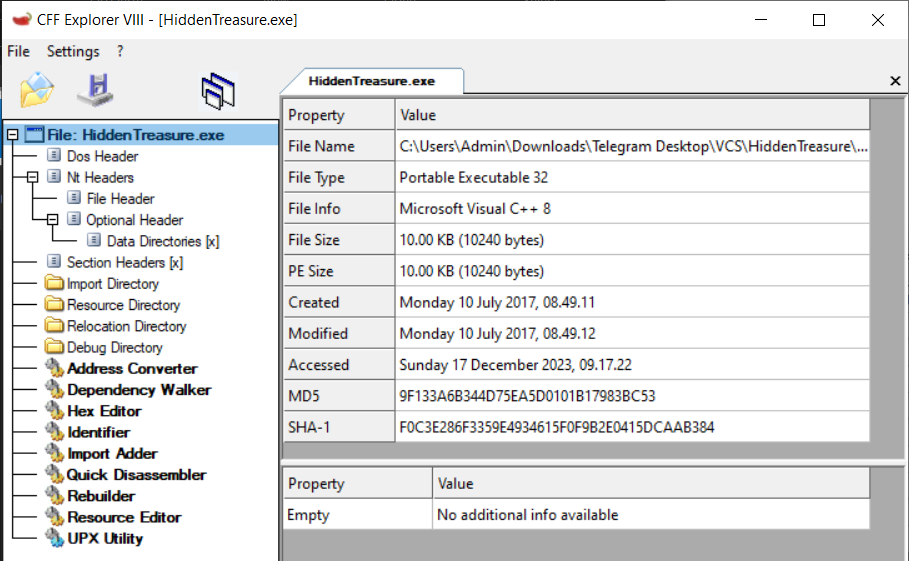 CFF Explorer VIII - [HiddenTreasure.exe]
File Settings ?
HiddenTreasure.exe
File: HiddenTreasure.exe
Dos Header
Nt Headers
File Header
Optional Header
Data Directories [x]
Section Headers [x]
Import Directory
Resource Directory
Relocation Directory
Debug Directory
Address Converter
Dependency Walker
Hex Editor
Identifier
Import Adder
Quick Disassembler
Rebuilder
Resource Editor
UPX Utility
Property Value
File Name C:\Users\Admin\Downloads\Telegram Desktop\VCS\HiddenTreasure\...
File Type Portable Executable 32
File Info Microsoft Visual C++ 8
File Size 10.00 KB (10240 bytes)
PE Size 10.00 KB (10240 bytes)
Created Monday 10 July 2017, 08.49.11
Modified Monday 10 July 2017, 08.49.12
Accessed Sunday 17 December 2023, 09.17.22
MD5 9F133A6B344D75EA5D0101B17983BC53
SHA-1 F0C3E286F3359E4934615F0F9B2E0415DCAAB384
Property Value
Empty No additional info available